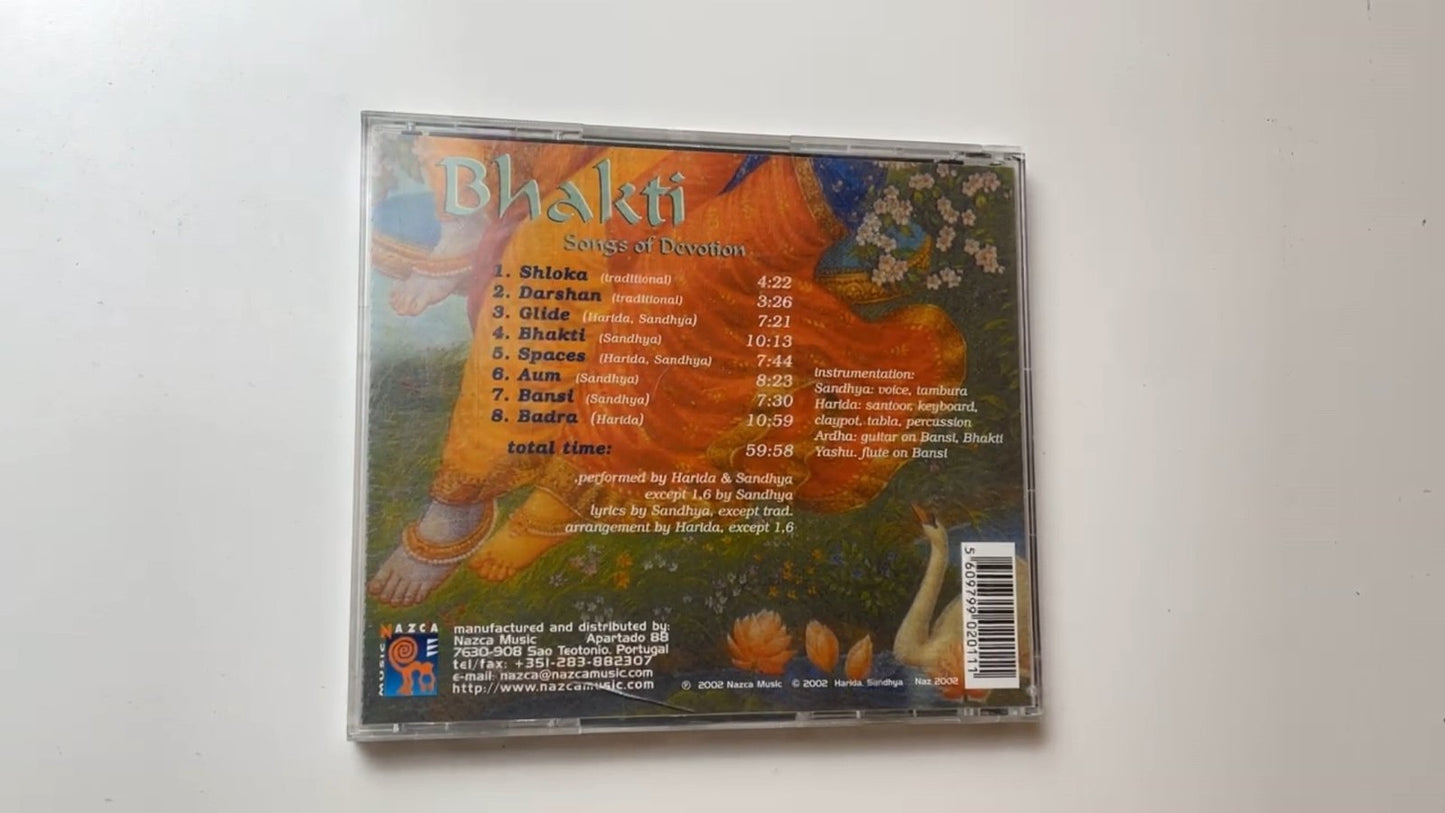 Bhakti
Songs of Devotion
1. Shloka (traditional) 4:22
2. Darshan (traditional) 3:26
3. Glide (Harida, Sandhya) 7:21
4. Bhakti (Sandhya) 10:13
5. Spaces (Harida, Sandhya) 7:44
6. Aum (Sandhya) 8:23
7. Bansi (Sandhya) 7:30
8. Badra (Harida) 10;59
total time: 59:58
performed by Harida & Sandhya
except 1,6 by Sandhya
lyrics by Sandhya, except trad.
arrangement by Harida, except 1,6
instrumentation:
Sandhya: voice, tambura
Harida: santoor, keyboard,
claypot, tabla, percussion
Ardha: guitar on Bansi, Bhakti
Yashu. flute on Bansi
NAZCA
MUSIC
manufactured and distributed by:
Nazca Music Apartado 88
7630-908 Sao Teotonio. Portugal
tel/fax: +351-283-882307
e-mail: nazca@nazcamusic.com
http://www.nazcamusic.com
℗ 2002 Nazca Music © 2002 Harida, Sandhya Naz 2002
5 609799 020111